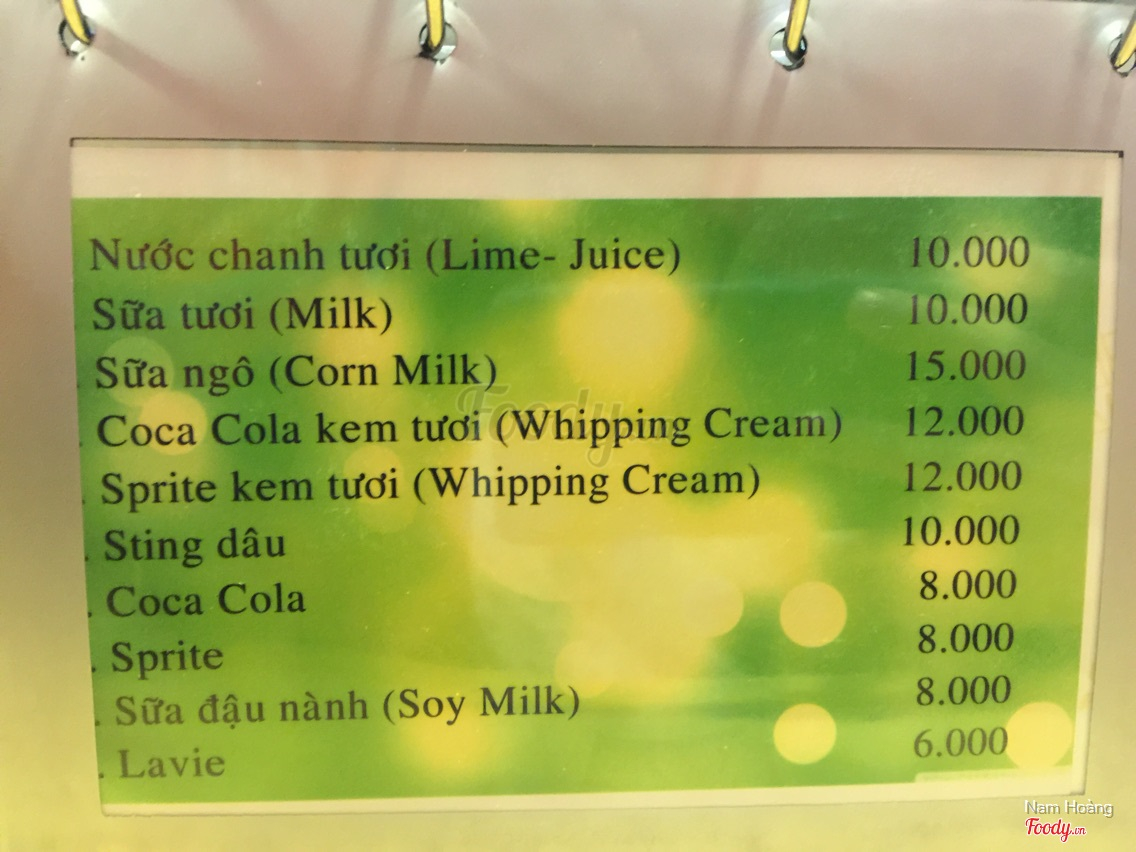 Nước chanh tươi (Lime- Juice) 10.000
Sữa tươi (Milk) 10.000
. Sữa ngô (Corn Milk) 15.000
. Coca Cola kem tươi (Whipping Cream) 12.000
. Sprite kem tươi (Whipping Cream) 12.000
. Sting dâu 10.000
. Coca Cola 8.000
. Sprite 8.000
. Sữa đậu nành (Soy Milk) 8.000
. Lavie 6.000
Foody.vn
Nam Hoàng
Foody.vn